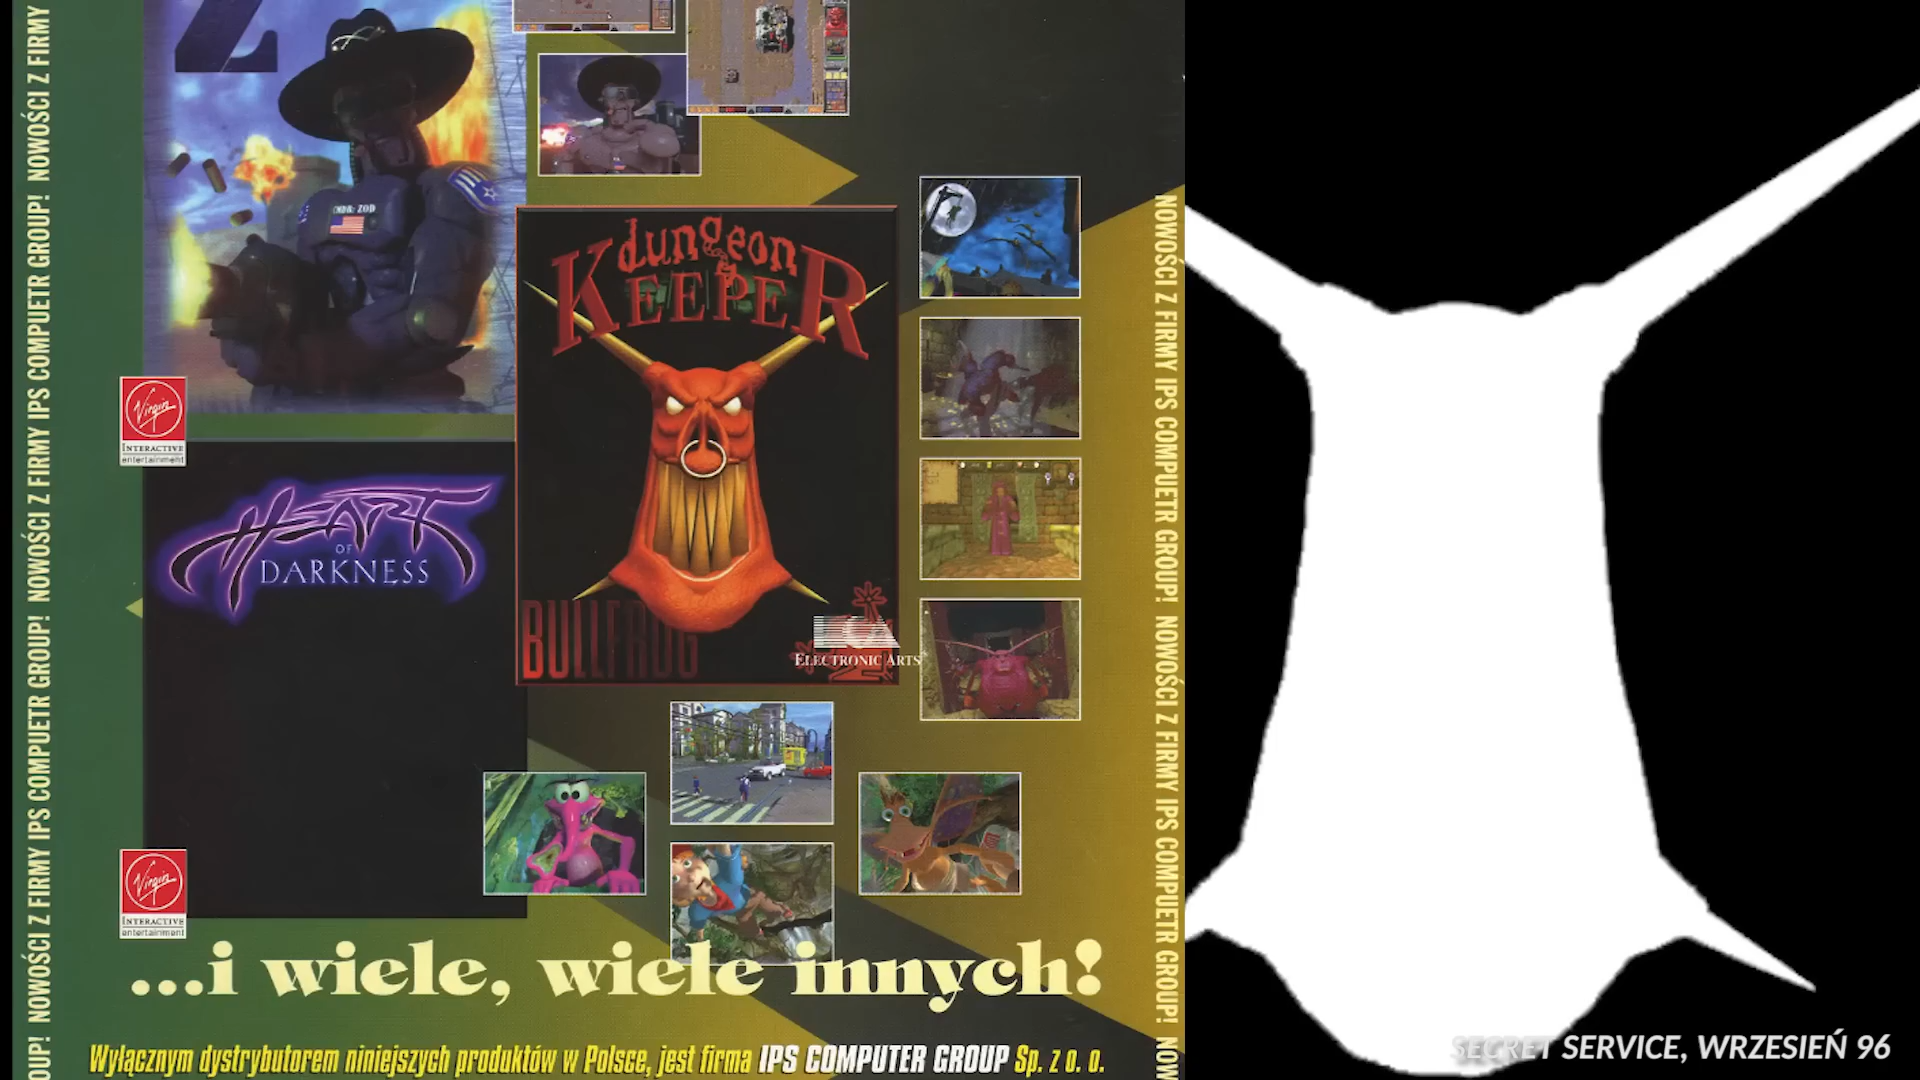 NOWOŚCI Z FIRMY IPS COMPUETR GROUP! NOWOŚCI Z FIRMY IPS COMPUETR GROUP! NOWOŚCI Z FIRMY
Z
CMDR: ZOD
Virgin
INTERACTIVE
entertainment
dungeon
KEEPER
HEART
OF
DARKNESS
BULLFROG
ELECTRONIC ARTS
Virgin
INTERACTIVE
entertainment
NOWOŚCI Z FIRMY IPS COMPUETR GROUP! NOWOŚCI Z FIRMY IPS COMPUETR GROUP! NOW
...i wiele, wiele innych!
Wyłącznym dystrybutorem niniejszych produktów w Polsce, jest firma IPS COMPUTER GROUP Sp. z o. o.
SECRET SERVICE, WRZESIEŃ 96